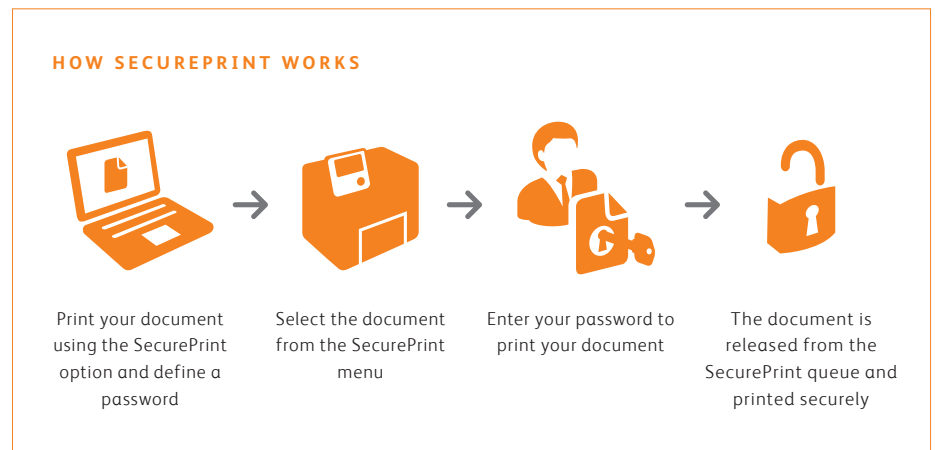 HOW SECUREPRINT WORKS
Print your document
using the SecurePrint
option and define a
password
Select the document
from the SecurePrint
menu
Enter your password to
print your document
The document is
released from the
SecurePrint queue and
printed securely